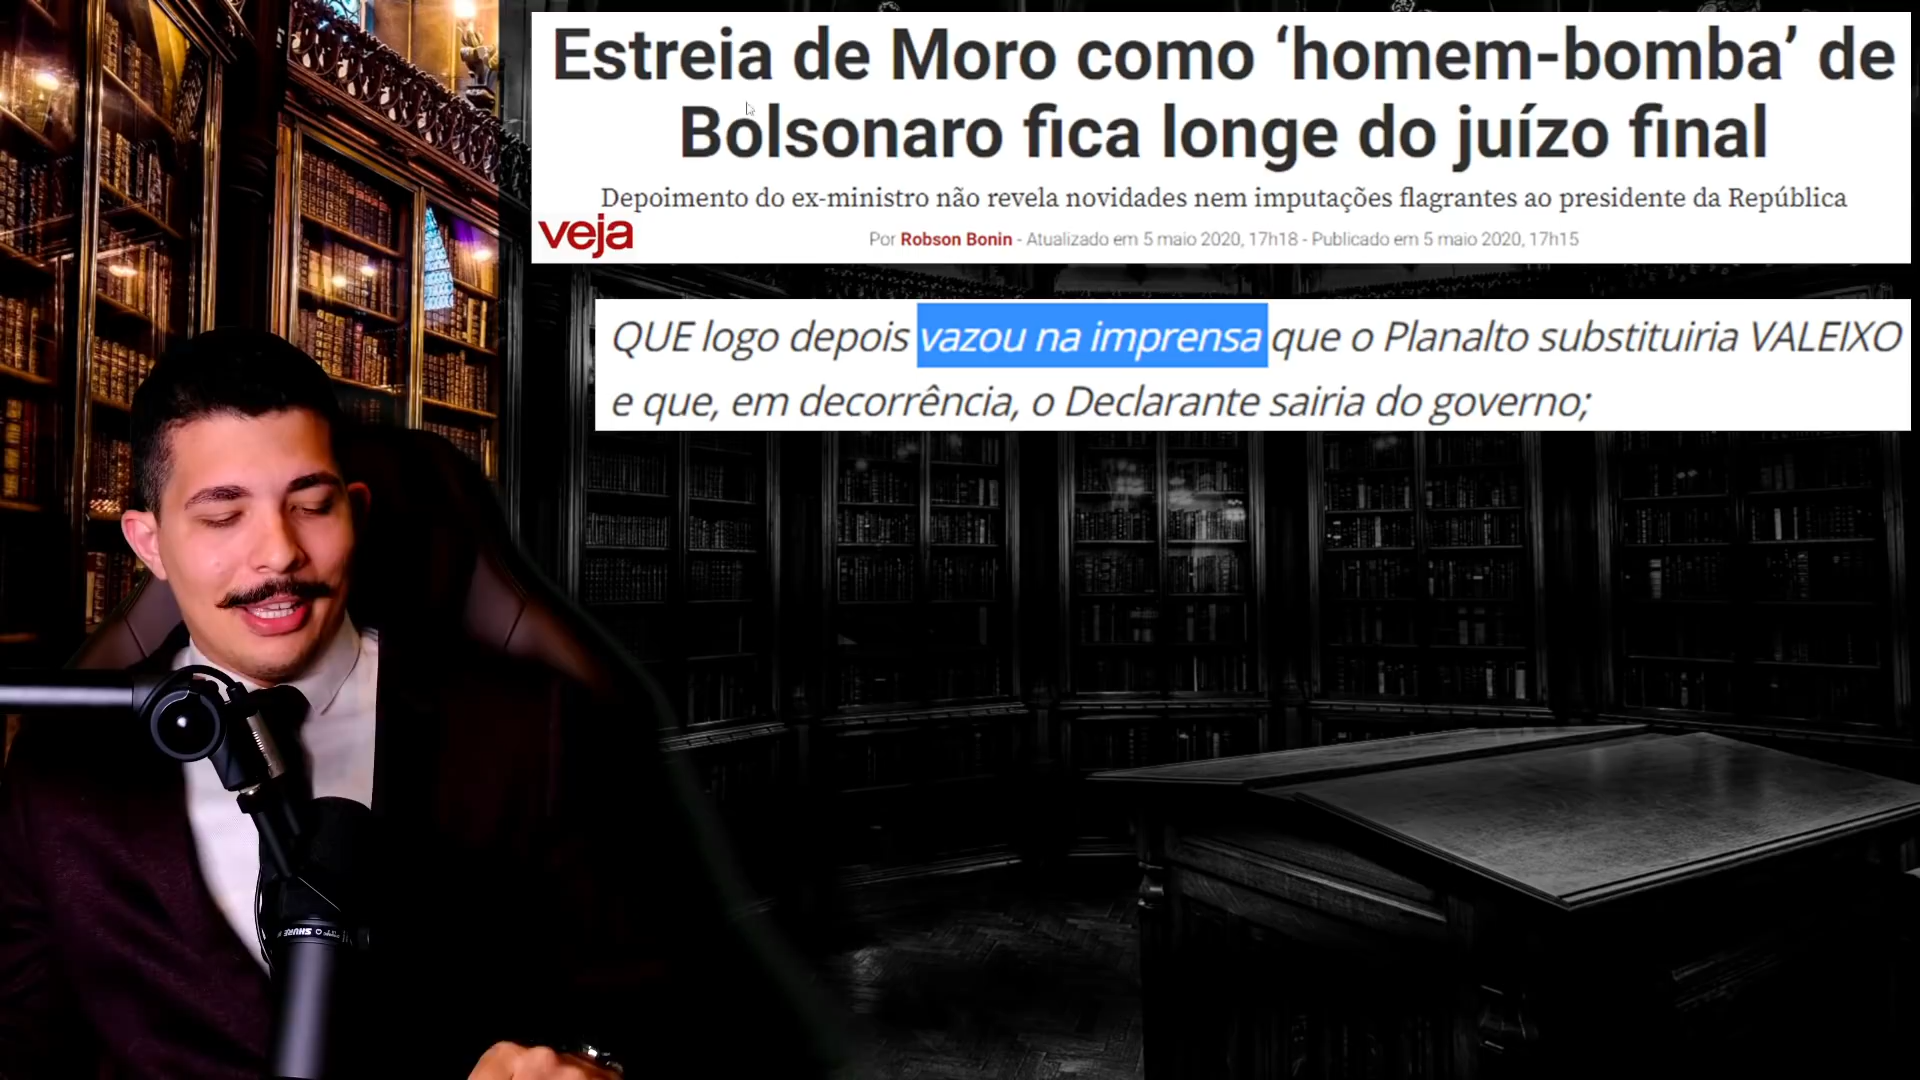 Estreia de Moro como ‘homem-bomba’ de
Bolsonaro fica longe do juízo final
Depoimento do ex-ministro não revela novidades nem imputações flagrantes ao presidente da República
veja
Por Robson Bonin - Atualizado em 5 maio 2020, 17h18 - Publicado em 5 maio 2020, 17h15
QUE logo depois vazou na imprensa que o Planalto substituiria VALEIXO
e que, em decorrência, o Declarante sairia do governo;
SHURE